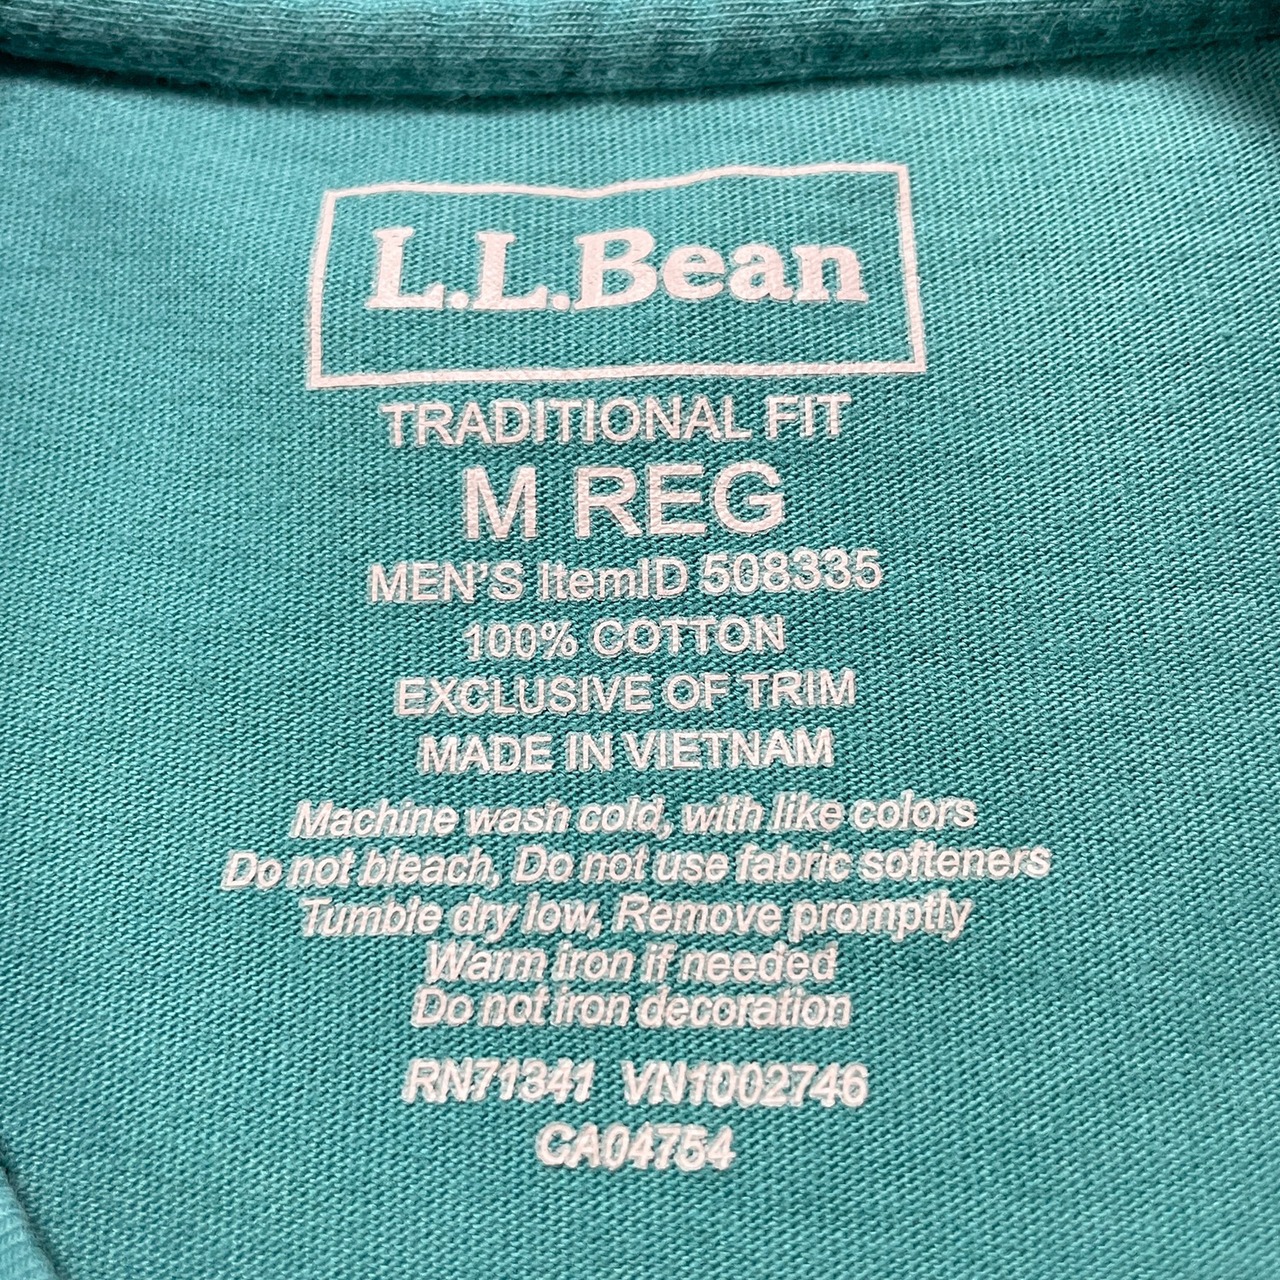 L.L.Bean
TRADITIONAL FIT
M REG
MEN'S ItemID 508335
100% COTTON
EXCLUSIVE OF TRIM
MADE IN VIETNAM
Machine wash cold, with like colors
Do not bleach, Do not use fabric softeners
Tumble dry low, Remove promptly
Warm iron if needed
Do not iron decoration
RN71341 VN1002746
CA04754